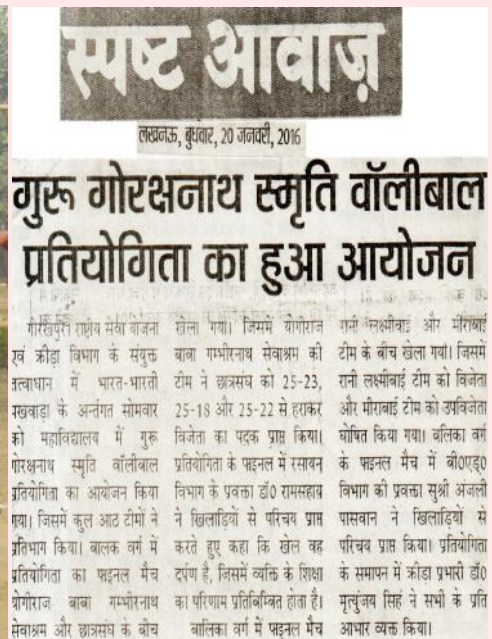 स्पष्ट आवाज़
लखनऊ, बुधवार, 20 जनवरी, 2016
गुरू गोरक्षनाथ स्मृति वॉलीबाल
प्रतियोगिता का हुआ आयोजन
गोरखपुर। राष्ट्रीय सेवा योजना
एवं क्रीड़ा विभाग के संयुक्त
तत्वाधान में भारत-भारती
पखवाड़ा के अन्तगत सोमवार
को महाविद्यालय में गुरू
गोरक्षनाथ स्मृति वॉलीबाल
प्रतियोगिता का आयोजन किया
गया। जिसमें कुल आठ टीमों ने
प्रतिभाग किया। बालक वर्ग में
प्रतियोगिता का फाइनल मैच
योगीराज बाबा गम्भीरनाथ
सेवाश्रम और छात्रसंघ के बीच
खेला गया। जिसमें योगीराज
बाबा गम्भीरनाथ सेवाश्रम की
टीम ने छात्रसंघ को 25-23,
25-18 और 25-22 से हराकर
विजेता का पदक प्राप्त किया।
प्रतियोगिता के फाइनल में रसायन
विभाग के प्रवक्ता डॉ0 रामसहाय
ने खिलाड़ियों से परिचय प्राप्त
करते हुए कहा कि खेल वह
दर्पण है, जिसमें व्यक्ति के शिक्षा
का परिणाम प्रतिबिम्बित होता है।
बालिका वर्ग में फाइनल मैच
रानी लक्ष्मीबाई और मीराबाई
टीम के बीच खेला गया। जिसमें
रानी लक्ष्मीबाई टीम को विजेता
और मीराबाई टीम को उपविजेता
घोषित किया गया। बालिका वर्ग
के फाइनल मैच में बी0एड0
विभाग की प्रवक्ता सुश्री अंजली
पासवान ने खिलाड़ियों से
परिचय प्राप्त किया। प्रतियोगिता
के समापन में क्रीडा प्रभारी डॉ0
मृत्युंजय सिंह ने सभी के प्रति
आभार व्यक्त किया।